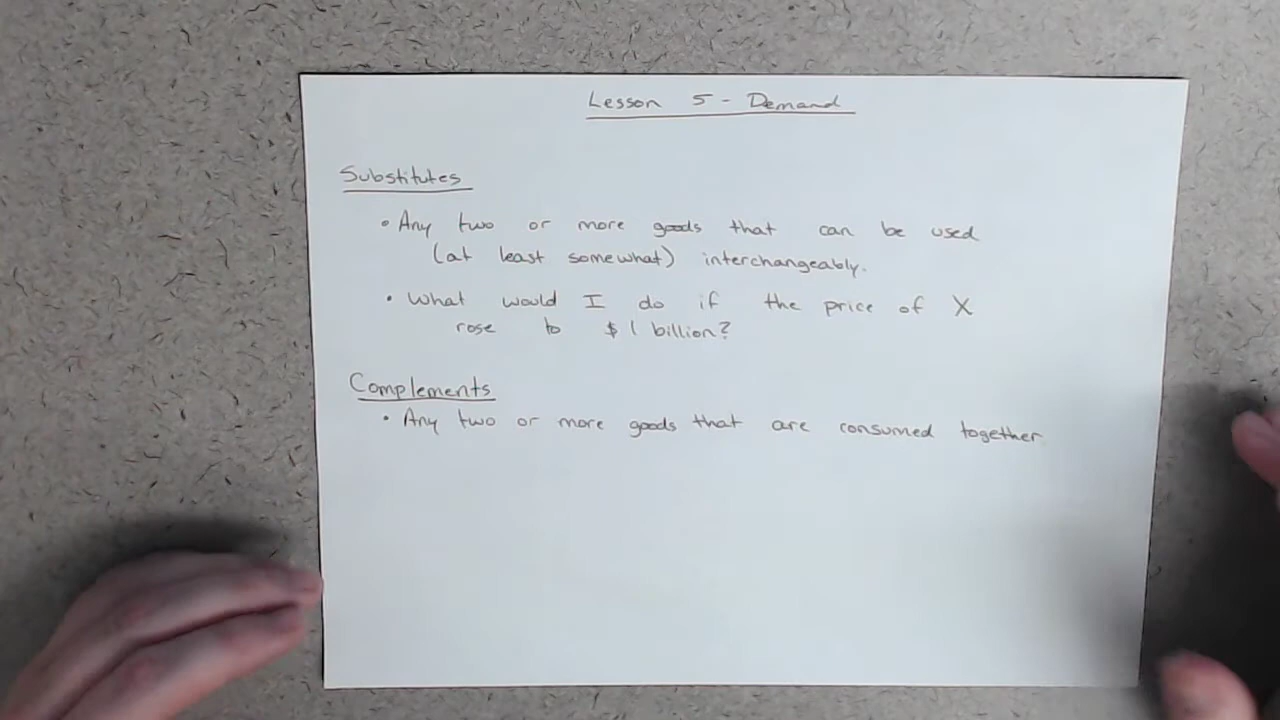 Lesson 5 - Demand
Substitutes
• Any two or more goods that can be used
(at least somewhat) interchangeably.
• What would I do if the price of X
rose to $1 billion?
Complements
• Any two or more goods that are consumed together